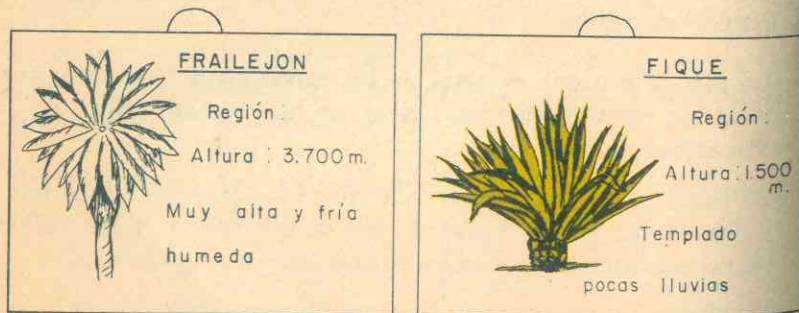 FRAILEJON
Región:
Altura : 3.700 m.
Muy alta y fría
humeda
FIQUE
Región:
Altura: 1.500
m.
Templado
pocas lluvias